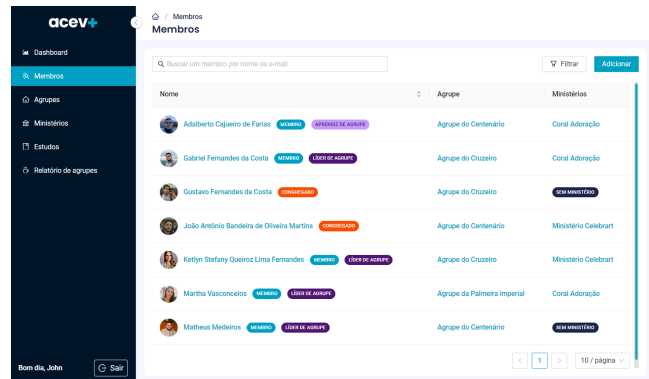 acev+
Dashboard
Membros
Agrupes
Ministérios
Estudos
Relatório de agrupes
Bom dia, John
Sair
/ Membros
Membros
Buscar um membro por nome ou e-mail
Filtrar
Adicionar
Nome Agrupe Ministérios
Adalberto Cajueiro de Farias MEMBRO APRENDIZ DE AGRUPE Agrupe do Centenário Coral Adoração
Gabriel Fernandes da Costa MEMBRO LÍDER DE AGRUPE Agrupe do Cruzeiro Coral Adoração
Gustavo Fernandes da Costa CONGREGADO Agrupe do Cruzeiro SEM MINISTÉRIO
João Antônio Bandeira de Oliveira Martins CONGREGADO Agrupe do Centenário Ministério Celebrart
Ketlyn Stefany Queiroz Lima Fernandes MEMBRO LÍDER DE AGRUPE Agrupe do Cruzeiro Ministério Celebrart
Martha Vasconcelos MEMBRO LÍDER DE AGRUPE Agrupe da Palmeira imperial Coral Adoração
Matheus Medeiros MEMBRO LÍDER DE AGRUPE Agrupe do Centenário SEM MINISTÉRIO
< 1 > 10 / página